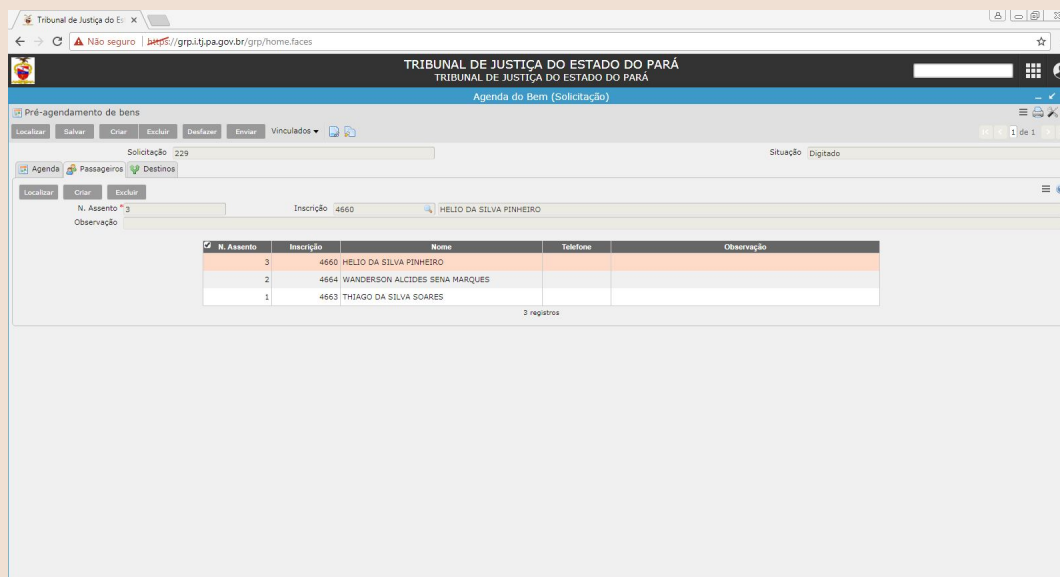 Tribunal de Justiça do Es
Não seguro | https://grp.i.tj.pa.gov.br/grp/home.faces
TRIBUNAL DE JUSTIÇA DO ESTADO DO PARÁ
TRIBUNAL DE JUSTIÇA DO ESTADO DO PARÁ
Agenda do Bem (Solicitação)
Pré-agendamento de bens
Localizar Salvar Criar Excluir Desfazer Enviar Vinculados 1 de 1
Solicitação 229 Situação Digitado
Agenda Passageiros Destinos
Localizar Criar Excluir
N. Assento * 3 Inscrição 4660 HELIO DA SILVA PINHEIRO
Observação
N. Assento Inscrição Nome Telefone Observação
3 4660 HELIO DA SILVA PINHEIRO
2 4664 WANDERSON ALCIDES SENA MARQUES
1 4663 THIAGO DA SILVA SOARES
3 registros